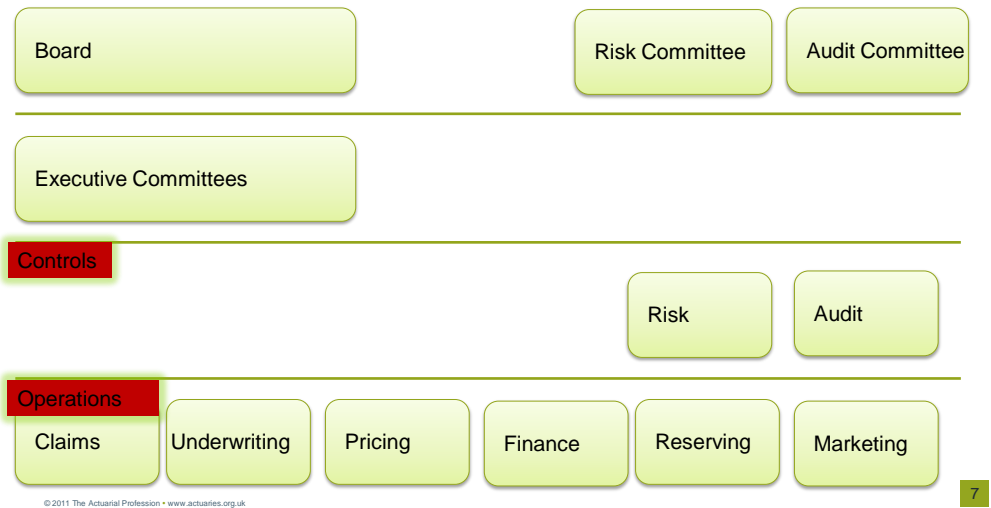 Board
Risk Committee
Audit Committee
Executive Committees
Controls
Risk
Audit
Operations
Claims
Underwriting
Pricing
Finance
Reserving
Marketing
© 2011 The Actuarial Profession • www.actuaries.org.uk
7